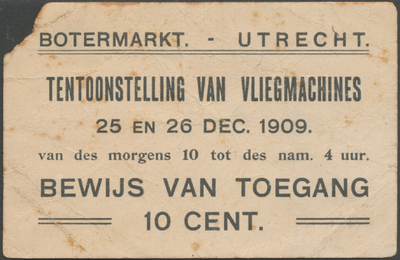 BOTERMARKT. - UTRECHT.
TENTOONSTELLING VAN VLIEGMACHINES
25 EN 26 DEC. 1909.
van des morgens 10 tot des nam. 4 uur.
BEWIJS VAN TOEGANG
10 CENT.